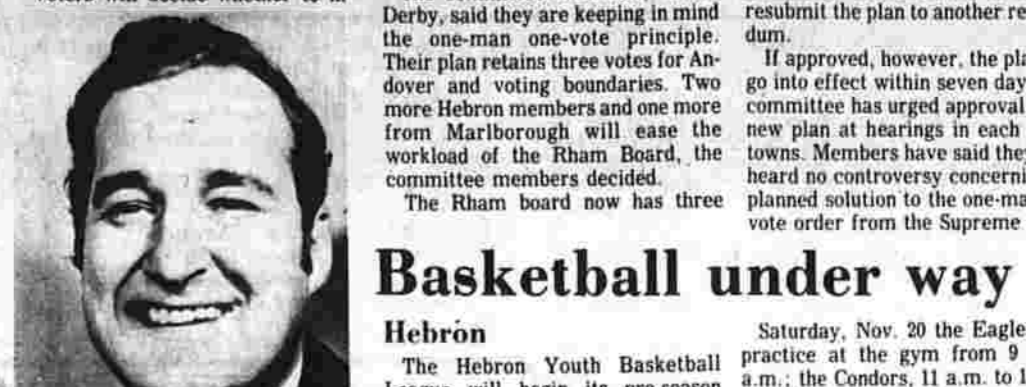 Derby, said they are keeping in mind
the one-man one-vote principle.
Their plan retains three votes for An-
dover and voting boundaries. Two
more Hebron members and one more
from Marlborough will ease the
workload of the Rham Board, the
committee members decided.
The Rham board now has three
resubmit the plan to another re
dum.
If approved, however, the pla
go into effect within seven day
committee has urged approval
new plan at hearings in each
towns. Members have said they
heard no controversy concerni
planned solution to the one-ma
vote order from the Supreme
Basketball under way
Hebron
The Hebron Youth Basketball
Saturday, Nov. 20 the Eagle
practice at the gym from 9
a.m.; the Condors, 11 a.m. to 1